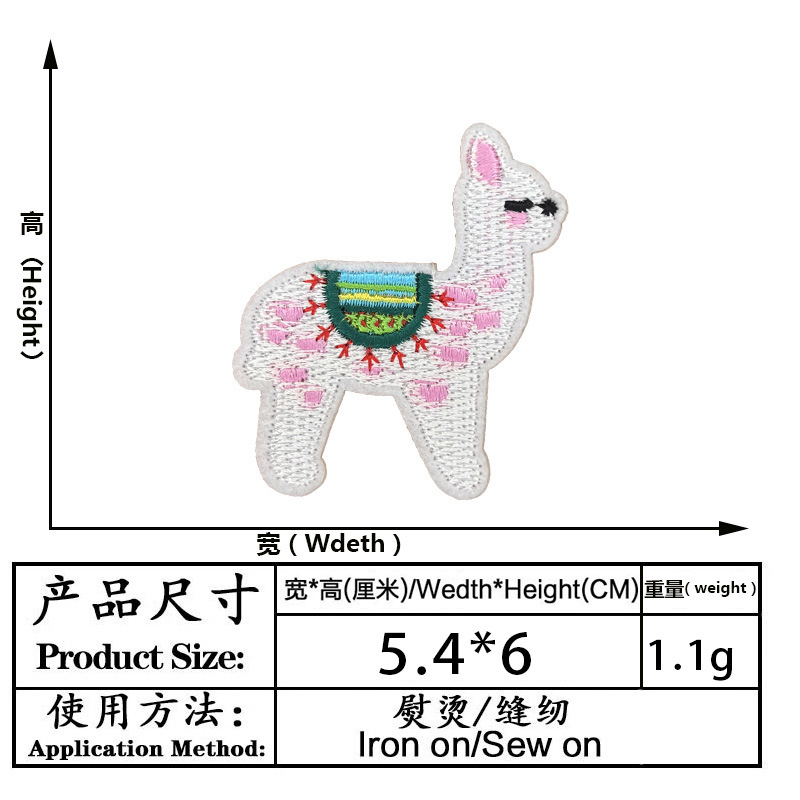 高（Height）
宽（Wdeth）
产品尺寸
Product Size:
宽*高(厘米)/Wedth*Height(CM)
重量( weight )
5.4*6
1.1g
使用方法：
Application Method:
熨烫/缝纫
Iron on/Sew on